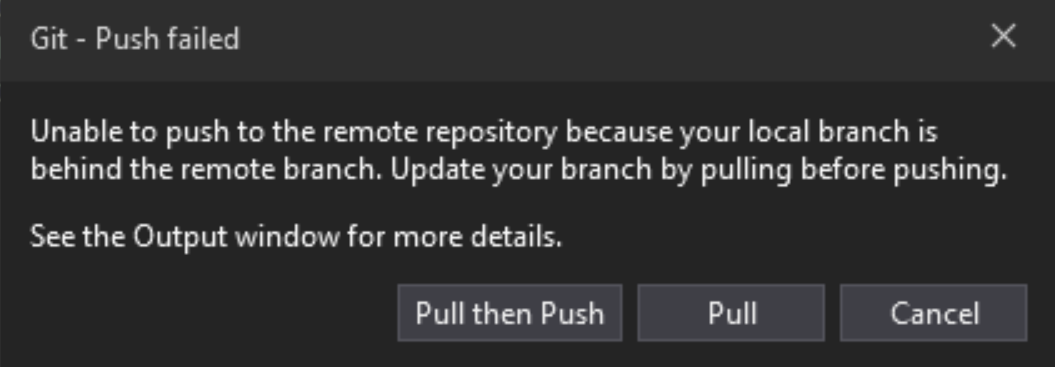 Git - Push failed
Unable to push to the remote repository because your local branch is
behind the remote branch. Update your branch by pulling before pushing.
See the Output window for more details.
Pull then Push
Pull
Cancel